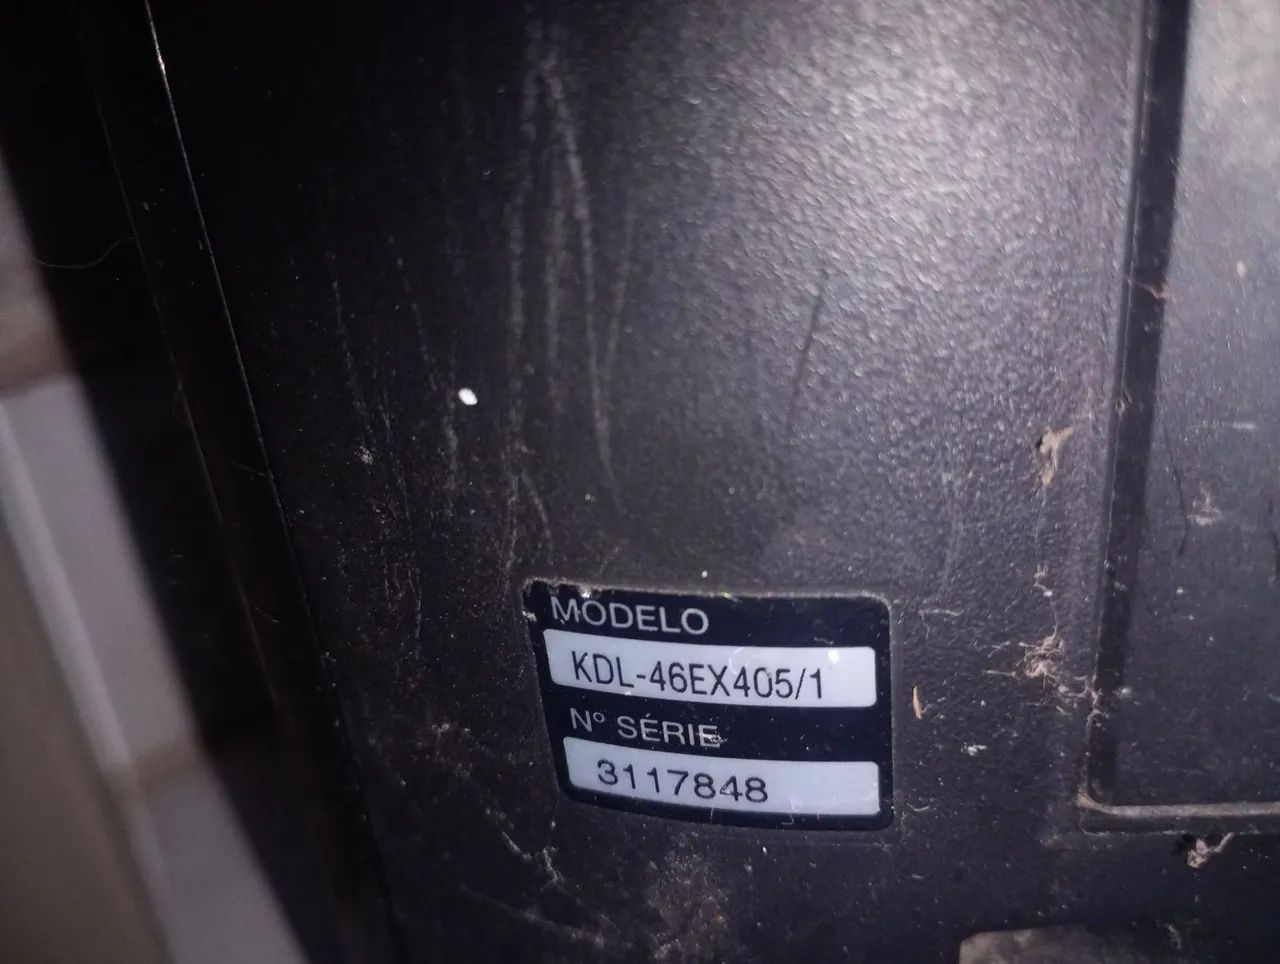 MODELO
KDL-46EX405/1
Nº SÉRIE
3117848